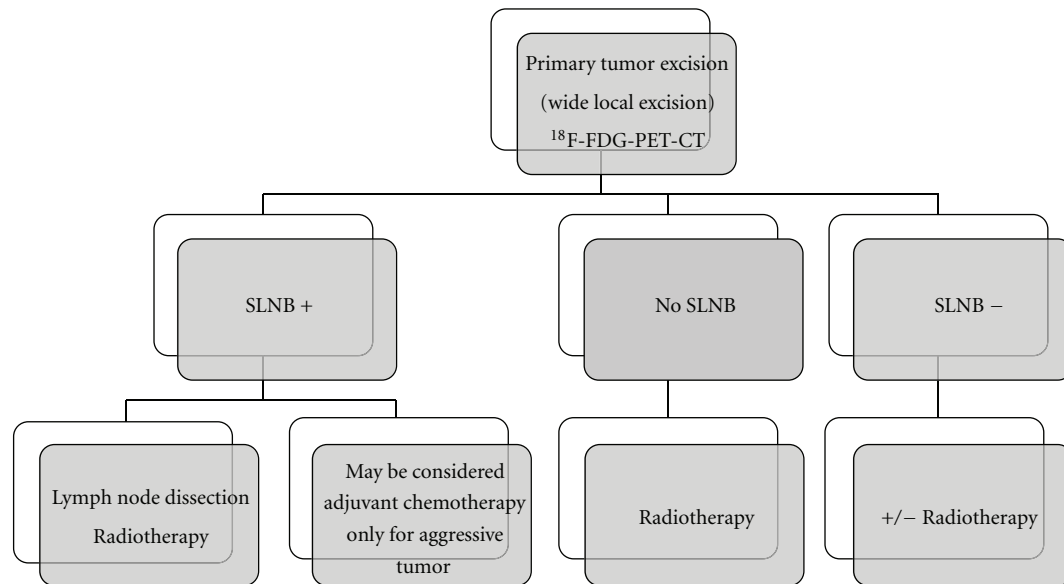 Primary tumor excision
(wide local excision)
¹⁸F-FDG-PET-CT
SLNB +
No SLNB
SLNB −
Lymph node dissection
Radiotherapy
May be considered
adjuvant chemotherapy
only for aggressive
tumor
Radiotherapy
+/− Radiotherapy